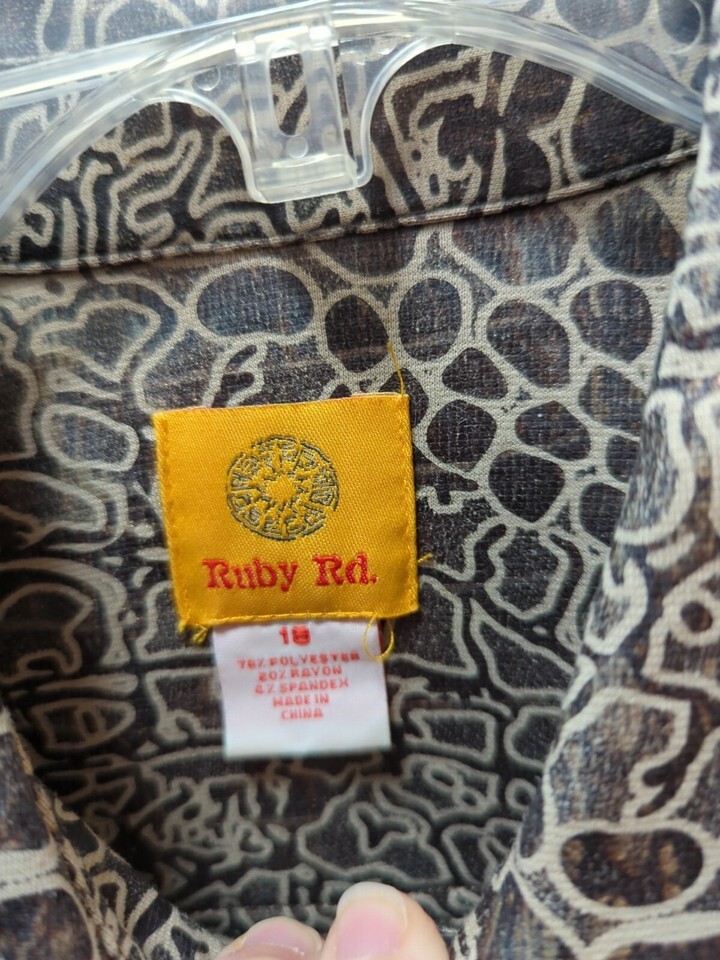 Ruby Rd.
18
76% POLYESTER
20% RAYON
4% SPANDEX
MADE IN
CHINA